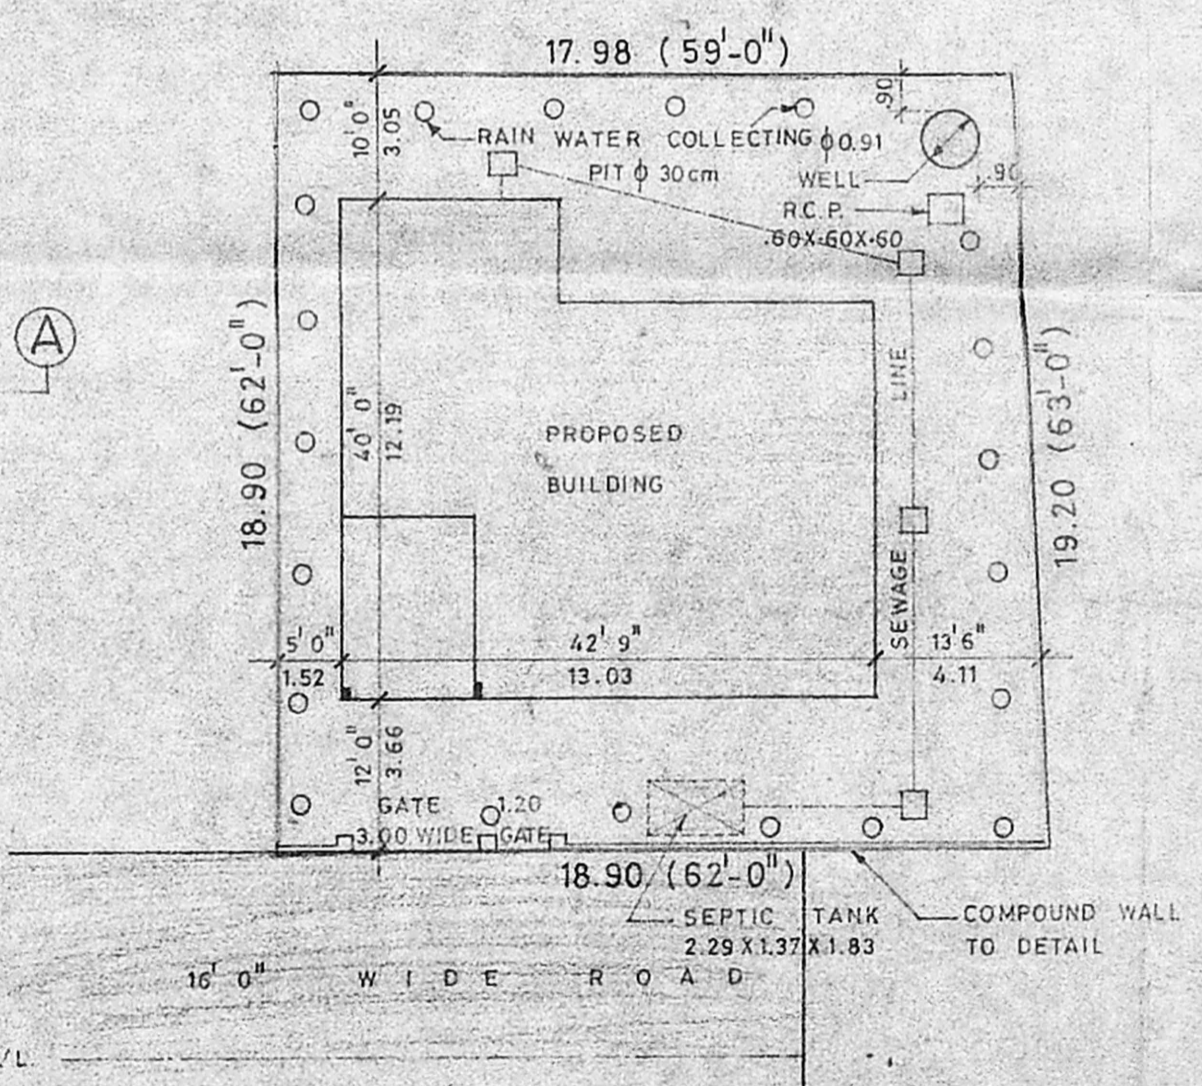 17.98 (59'-0")
10'0"
3.05
.90
RAIN WATER COLLECTING
PIT ϕ 30cm
ϕ0.91
WELL
.90
R.C.P.
.60X.60X.60
A
18.90 (62'-0")
40' 0"
12.19
PROPOSED
BUILDING
SEWAGE LINE
19.20 (63'-0")
5'0"
1.52
42' 9"
13.03
13'6"
4.11
12'0"
3.66
GATE
3.00 WIDE
1.20
GATE
18.90 (62'-0")
SEPTIC TANK
2.29 X 1.37 X 1.83
COMPOUND WALL
TO DETAIL
16' 0" WIDE ROAD
/L.